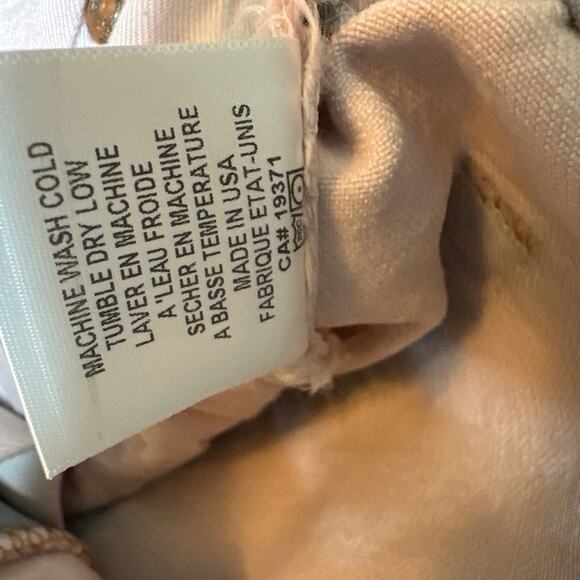 MACHINE WASH COLD
TUMBLE DRY LOW
LAVER EN MACHINE
A 'LEAU FROIDE
SECHER EN MACHINE
A BASSE TEMPERATURE
MADE IN USA
FABRIQUE ETAT-UNIS
CA# 19371